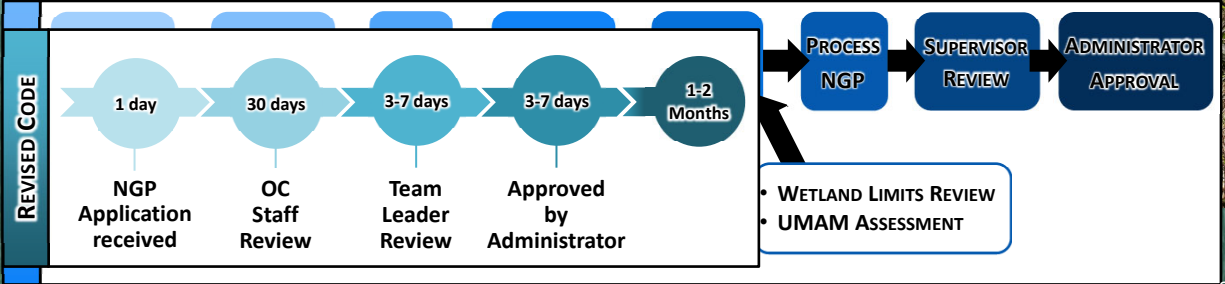 REVISED CODE
1 day
30 days
3-7 days
3-7 days
1-2
Months
NGP
Application
received
OC
Staff
Review
Team
Leader
Review
Approved
by
Administrator
PROCESS
NGP
SUPERVISOR
REVIEW
ADMINISTRATOR
APPROVAL
• WETLAND LIMITS REVIEW
• UMAM ASSESSMENT